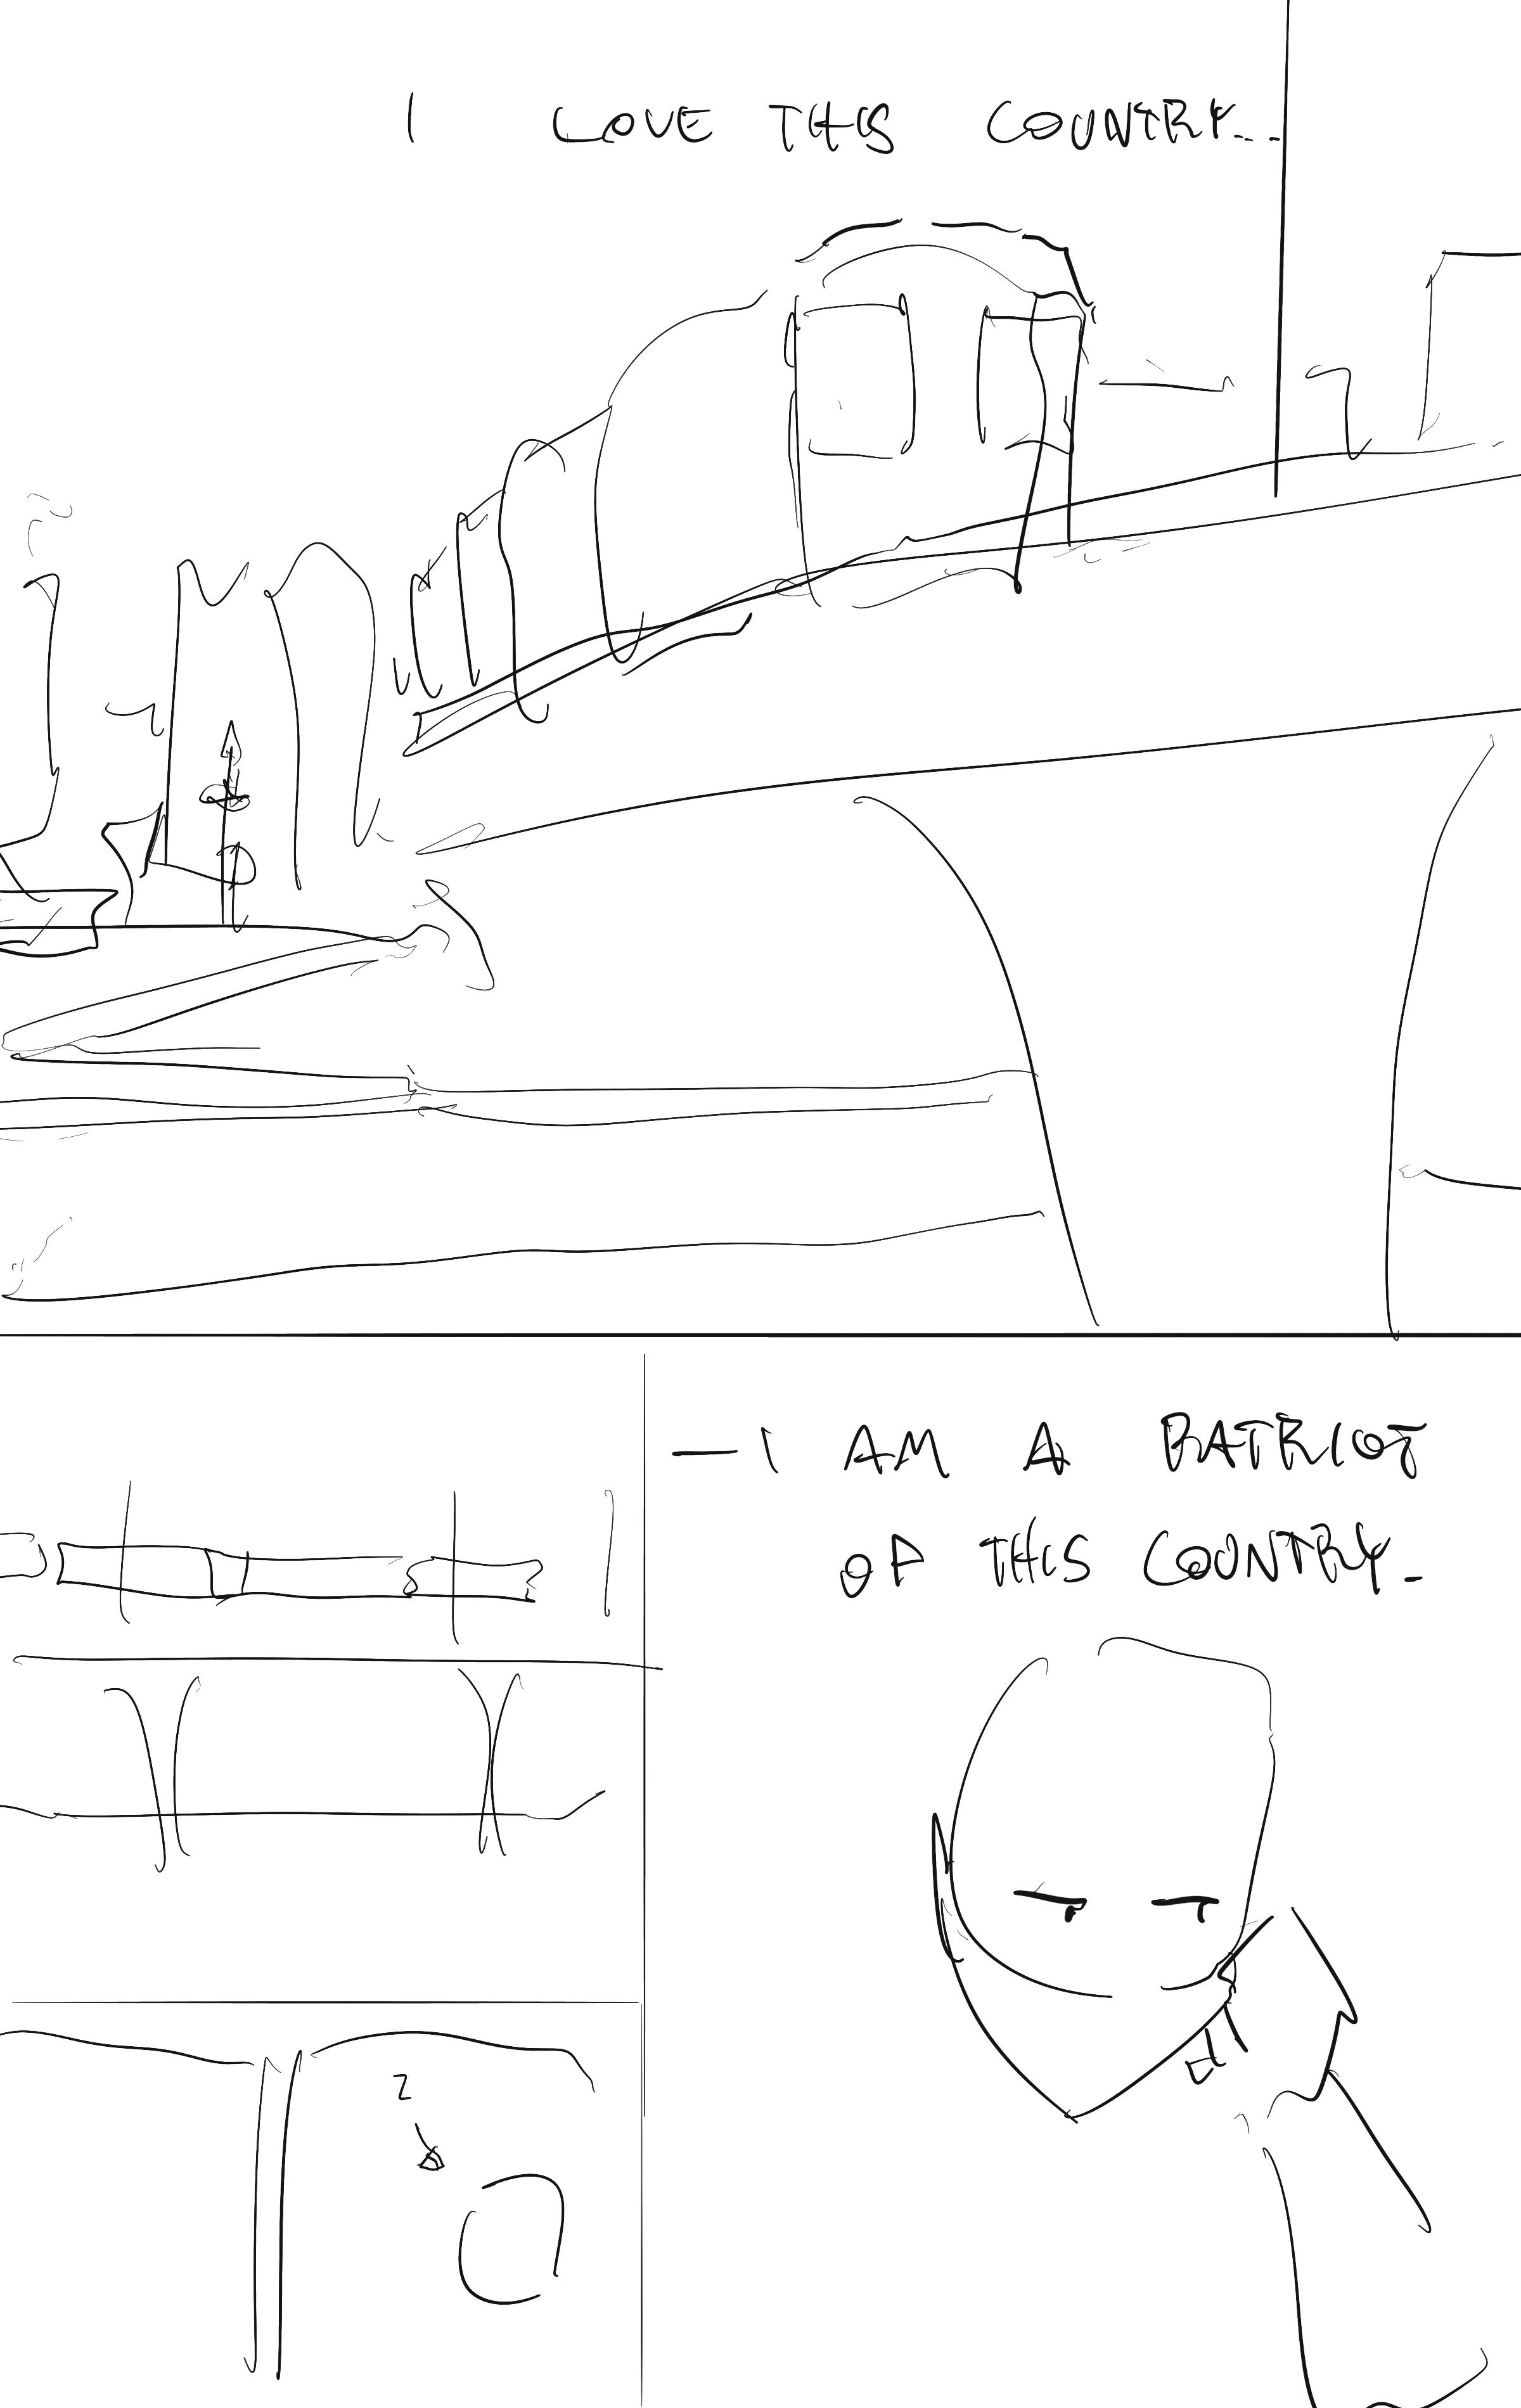 I LOVE THIS COUNTRY...
— I AM A PATRIOT
OF THIS COUNTRY.